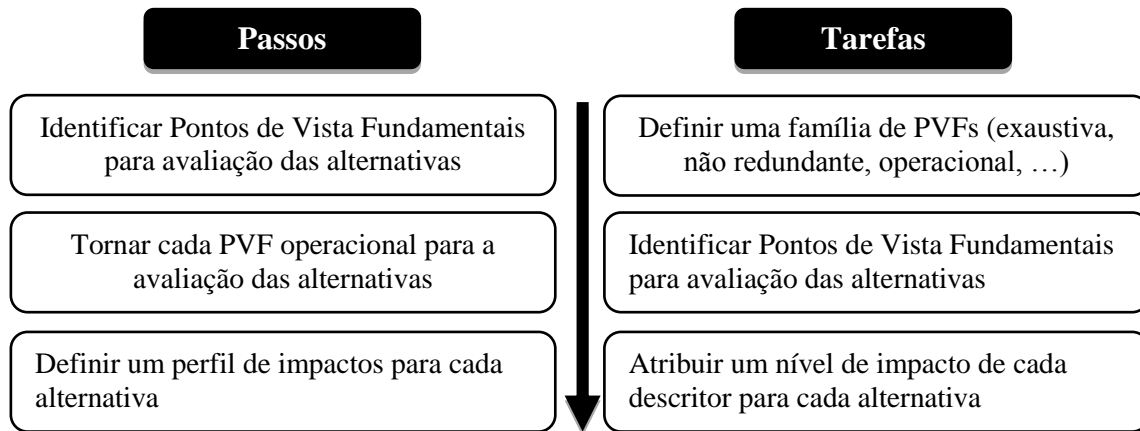 Passos
Tarefas
Identificar Pontos de Vista Fundamentais
para avaliação das alternativas
Definir uma família de PVFs (exaustiva,
não redundante, operacional, …)
Tornar cada PVF operacional para a
avaliação das alternativas
Identificar Pontos de Vista Fundamentais
para avaliação das alternativas
Definir um perfil de impactos para cada
alternativa
Atribuir um nível de impacto de cada
descritor para cada alternativa